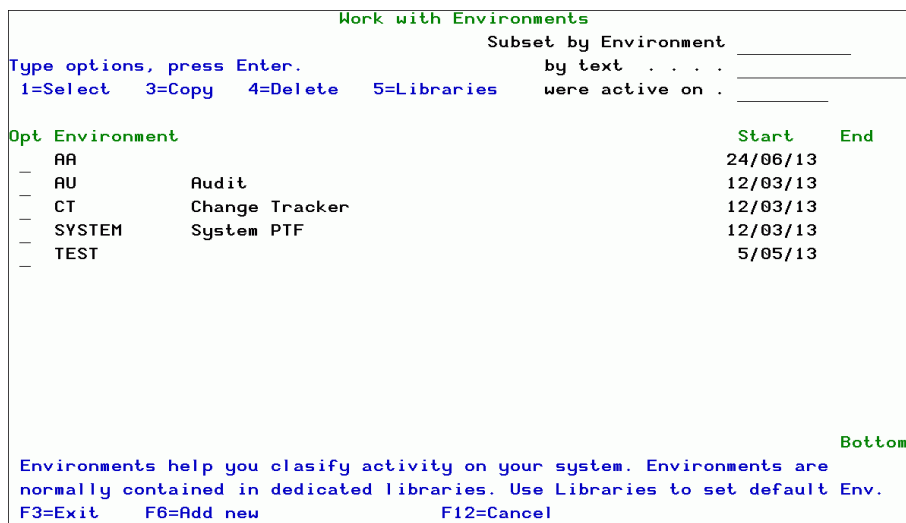 Work with Environments
Subset by Environment __________
Type options, press Enter. by text . . . . _______________
1=Select 3=Copy 4=Delete 5=Libraries were active on . ________
Opt Environment Start End
_ AA 24/06/13
_ AU Audit 12/03/13
_ CT Change Tracker 12/03/13
_ SYSTEM System PTF 12/03/13
_ TEST 5/05/13
Bottom
Environments help you clasify activity on your system. Environments are
normally contained in dedicated libraries. Use Libraries to set default Env.
F3=Exit F6=Add new F12=Cancel